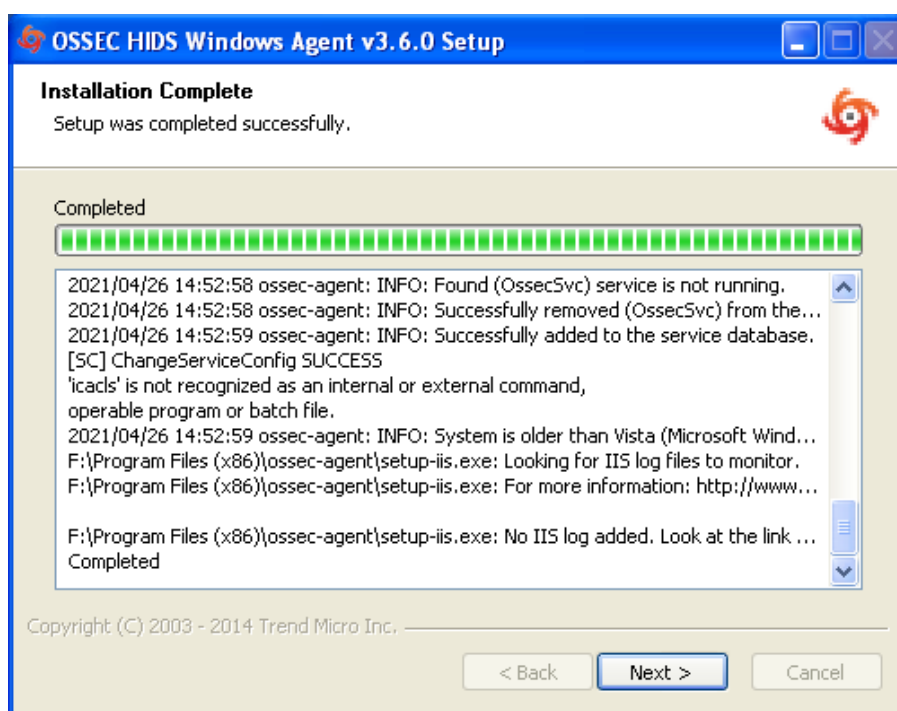 OSSEC HIDS Windows Agent v3.6.0 Setup
Installation Complete
Setup was completed successfully.
Completed
2021/04/26 14:52:58 ossec-agent: INFO: Found (OssecSvc) service is not running.
2021/04/26 14:52:58 ossec-agent: INFO: Successfully removed (OssecSvc) from the...
2021/04/26 14:52:59 ossec-agent: INFO: Successfully added to the service database.
[SC] ChangeServiceConfig SUCCESS
'icacls' is not recognized as an internal or external command,
operable program or batch file.
2021/04/26 14:52:59 ossec-agent: INFO: System is older than Vista (Microsoft Wind...
F:\Program Files (x86)\ossec-agent\setup-iis.exe: Looking for IIS log files to monitor.
F:\Program Files (x86)\ossec-agent\setup-iis.exe: For more information: http://www...
F:\Program Files (x86)\ossec-agent\setup-iis.exe: No IIS log added. Look at the link ...
Completed
Copyright (C) 2003 - 2014 Trend Micro Inc.
< Back Next > Cancel